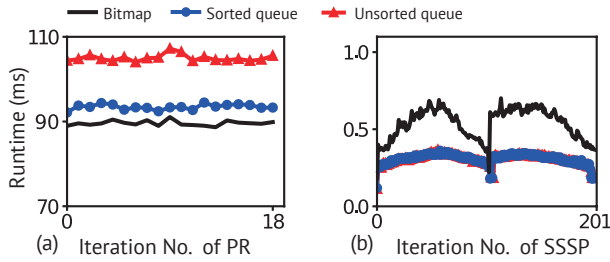 Bitmap Sorted queue Unsorted queue
Runtime (ms)
110
90
70
0 18
(a) Iteration No. of PR
1.0
0.5
0.0
0 201
(b) Iteration No. of SSSP